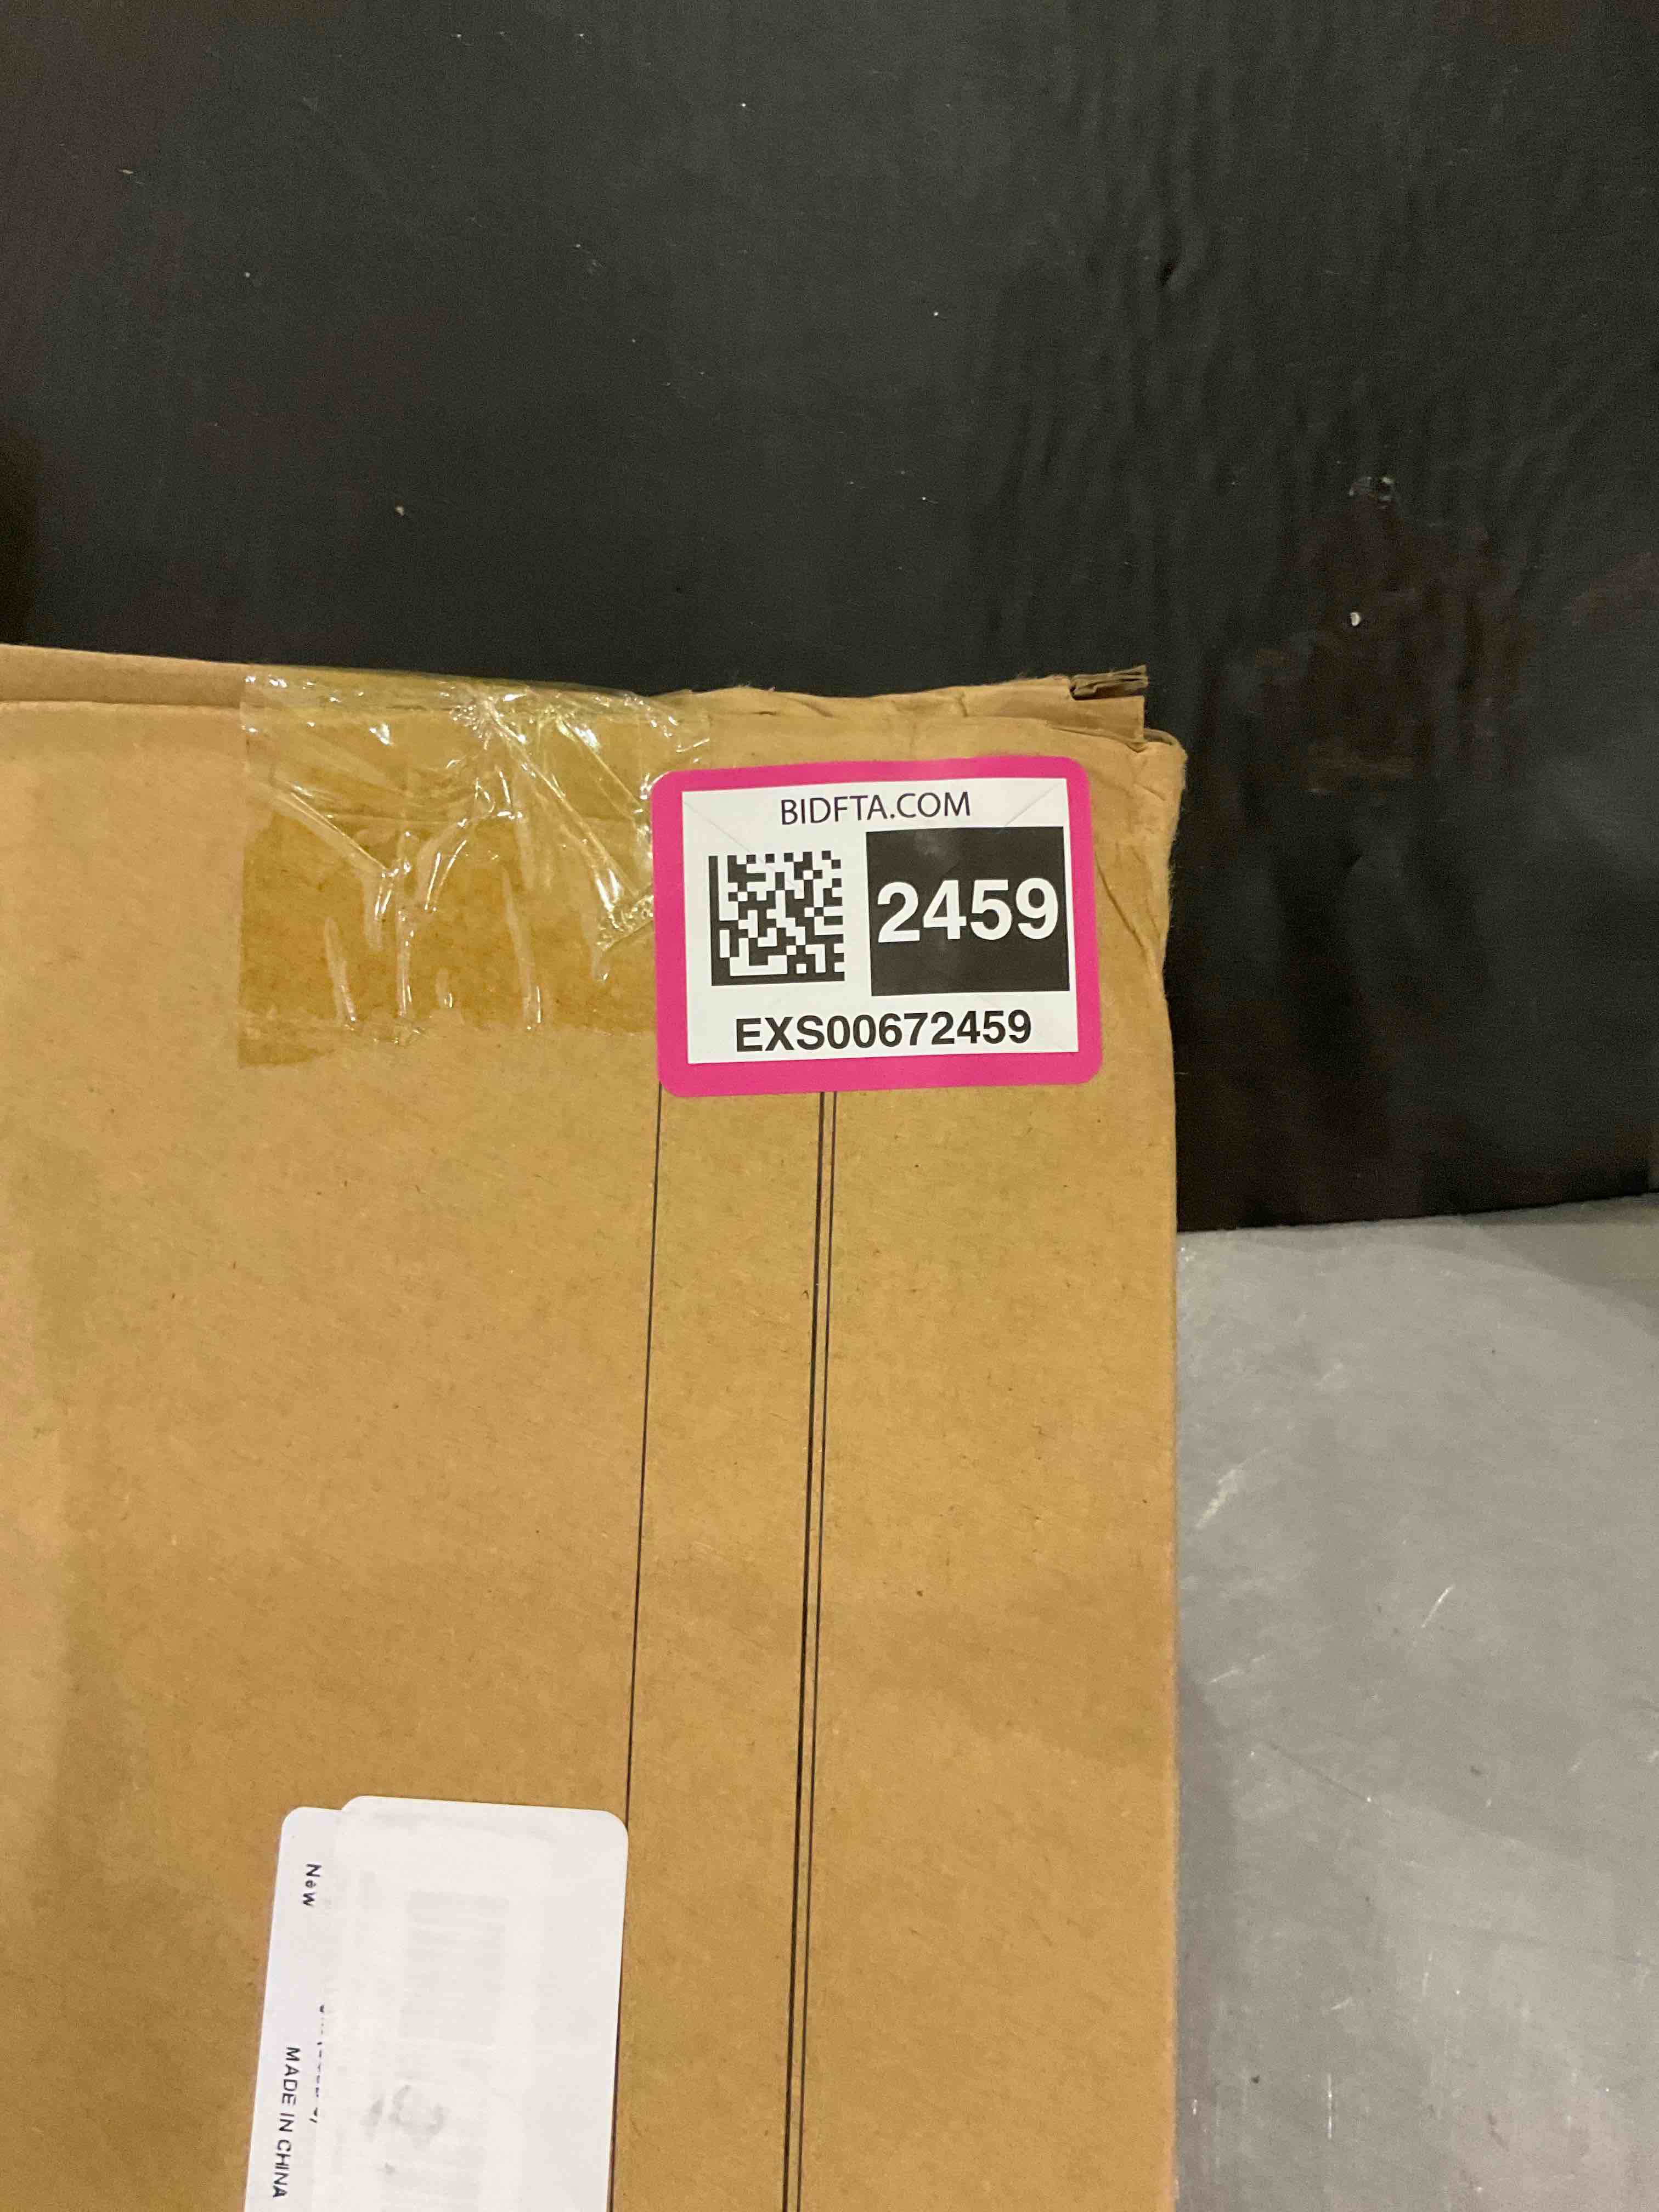 BIDFTA.COM
2459
EXS00672459
New
MADE IN CHINA